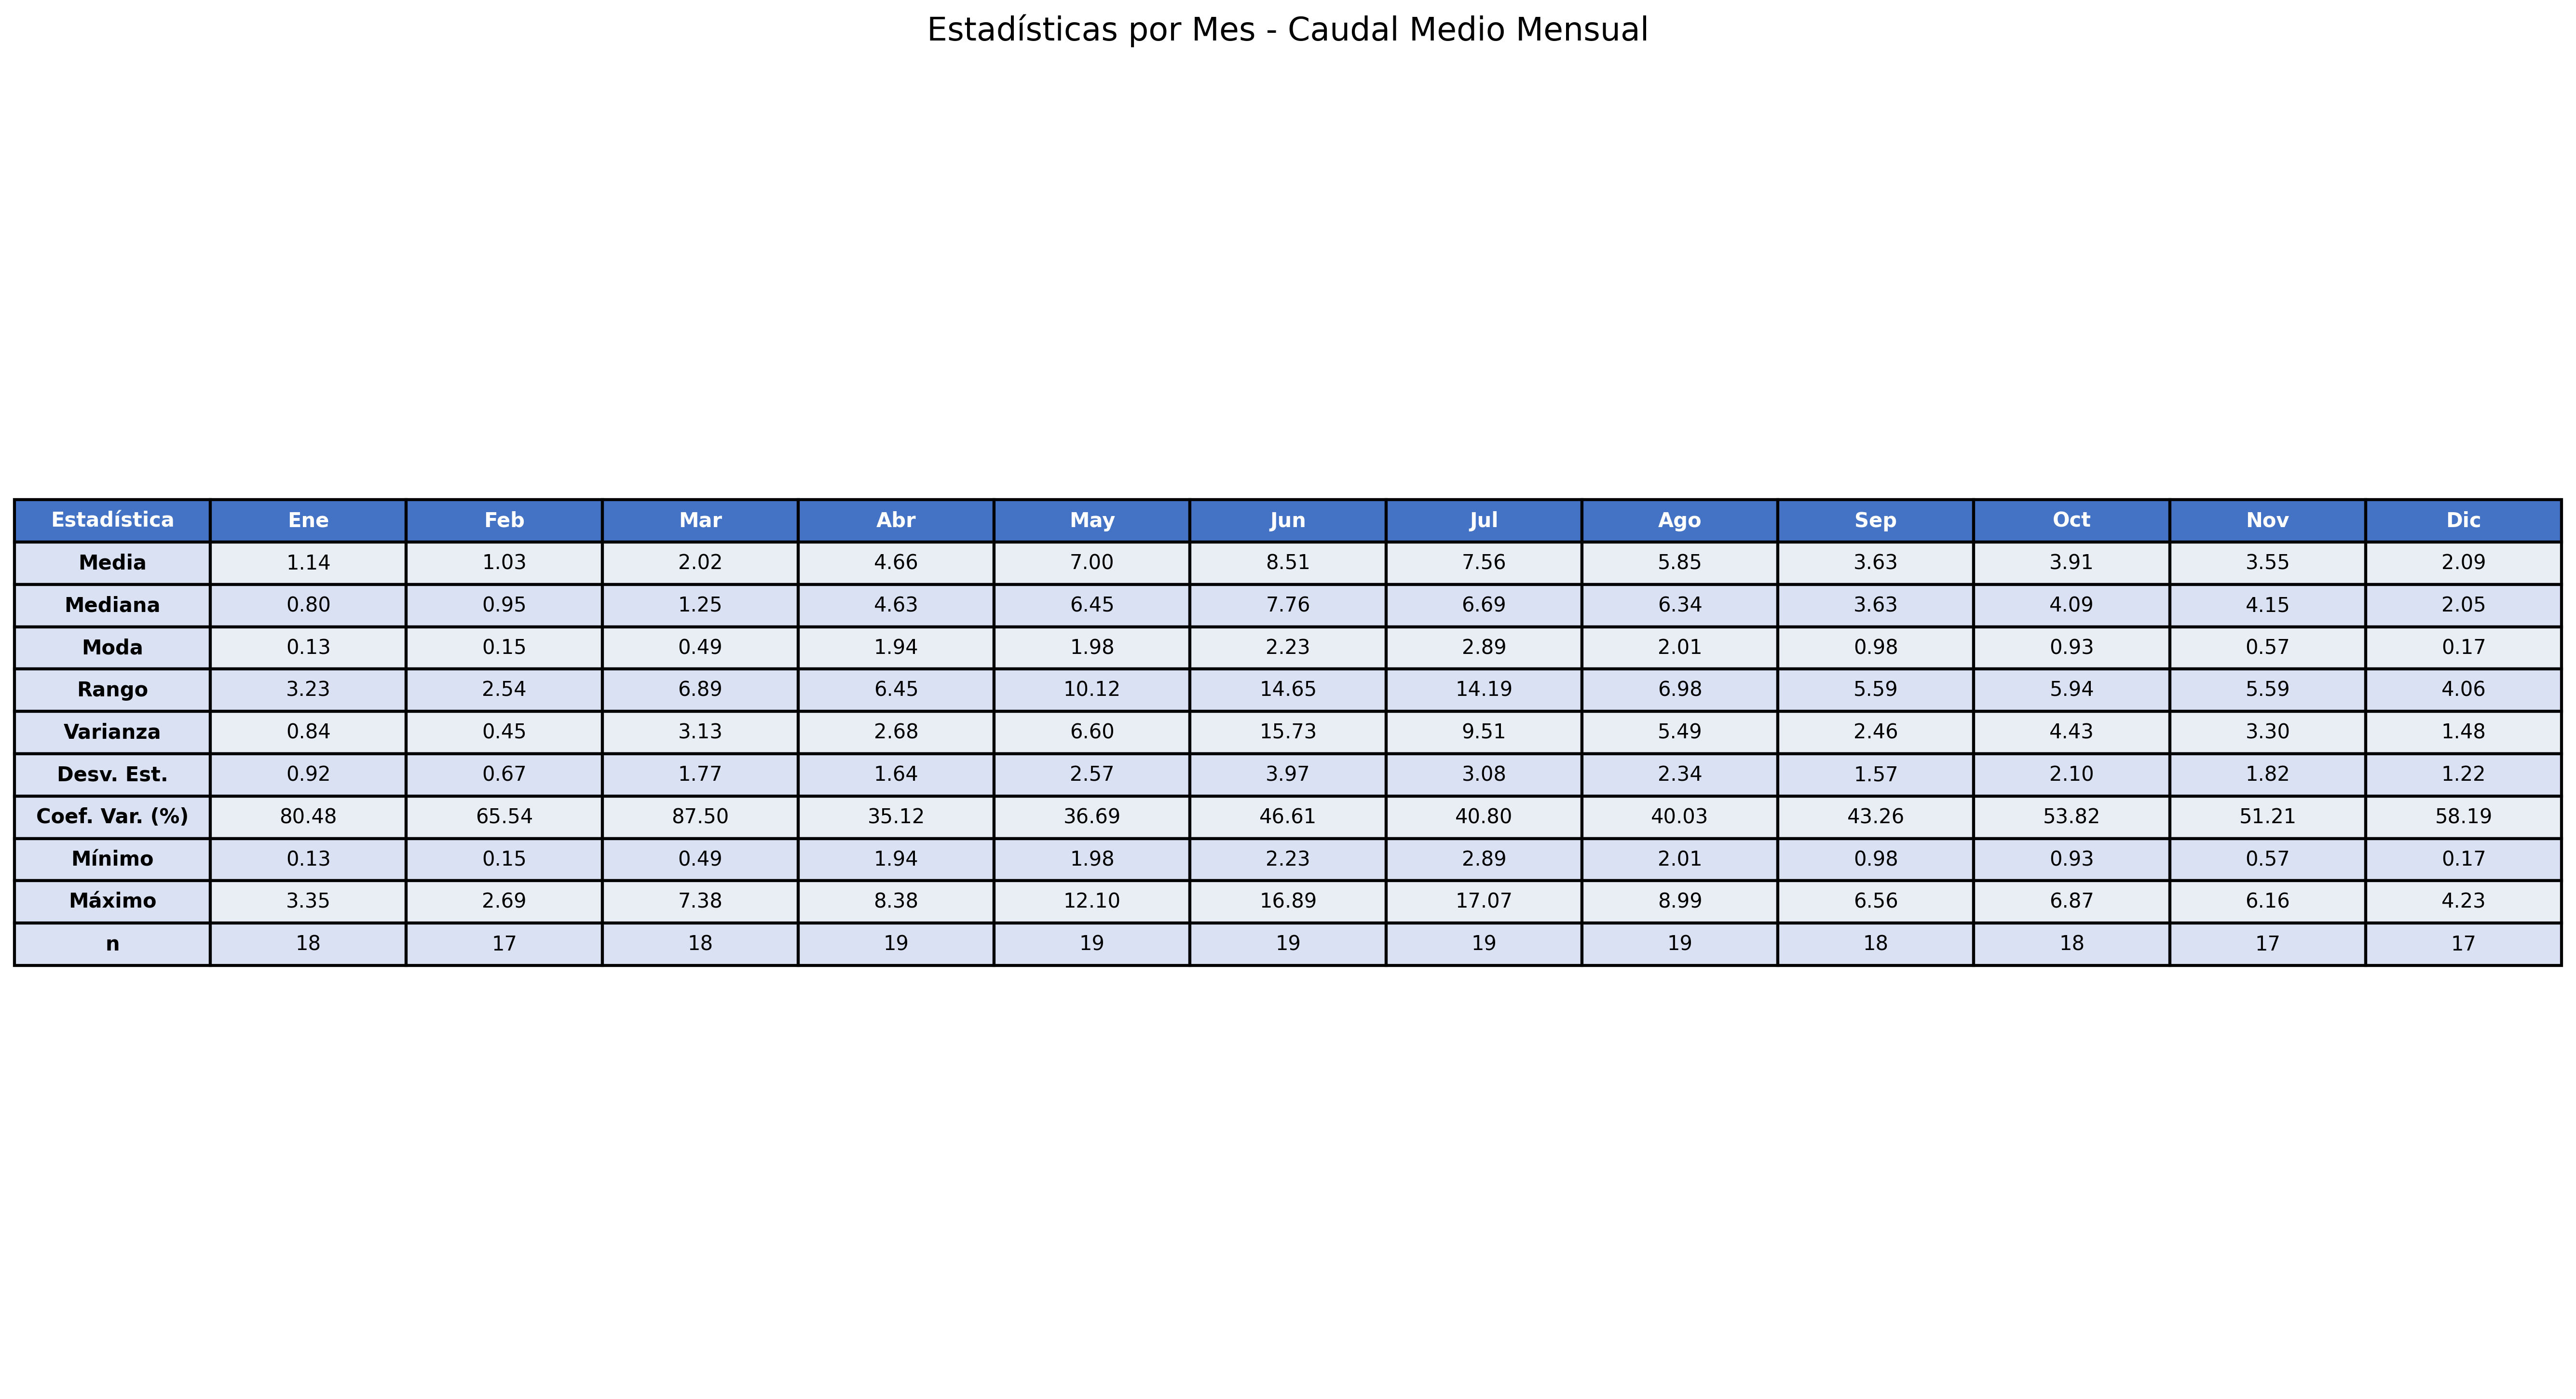 Estadísticas por Mes - Caudal Medio Mensual
Estadística Ene Feb Mar Abr May Jun Jul Ago Sep Oct Nov Dic
Media 1.14 1.03 2.02 4.66 7.00 8.51 7.56 5.85 3.63 3.91 3.55 2.09
Mediana 0.80 0.95 1.25 4.63 6.45 7.76 6.69 6.34 3.63 4.09 4.15 2.05
Moda 0.13 0.15 0.49 1.94 1.98 2.23 2.89 2.01 0.98 0.93 0.57 0.17
Rango 3.23 2.54 6.89 6.45 10.12 14.65 14.19 6.98 5.59 5.94 5.59 4.06
Varianza 0.84 0.45 3.13 2.68 6.60 15.73 9.51 5.49 2.46 4.43 3.30 1.48
Desv. Est. 0.92 0.67 1.77 1.64 2.57 3.97 3.08 2.34 1.57 2.10 1.82 1.22
Coef. Var. (%) 80.48 65.54 87.50 35.12 36.69 46.61 40.80 40.03 43.26 53.82 51.21 58.19
Mínimo 0.13 0.15 0.49 1.94 1.98 2.23 2.89 2.01 0.98 0.93 0.57 0.17
Máximo 3.35 2.69 7.38 8.38 12.10 16.89 17.07 8.99 6.56 6.87 6.16 4.23
n 18 17 18 19 19 19 19 19 18 18 17 17